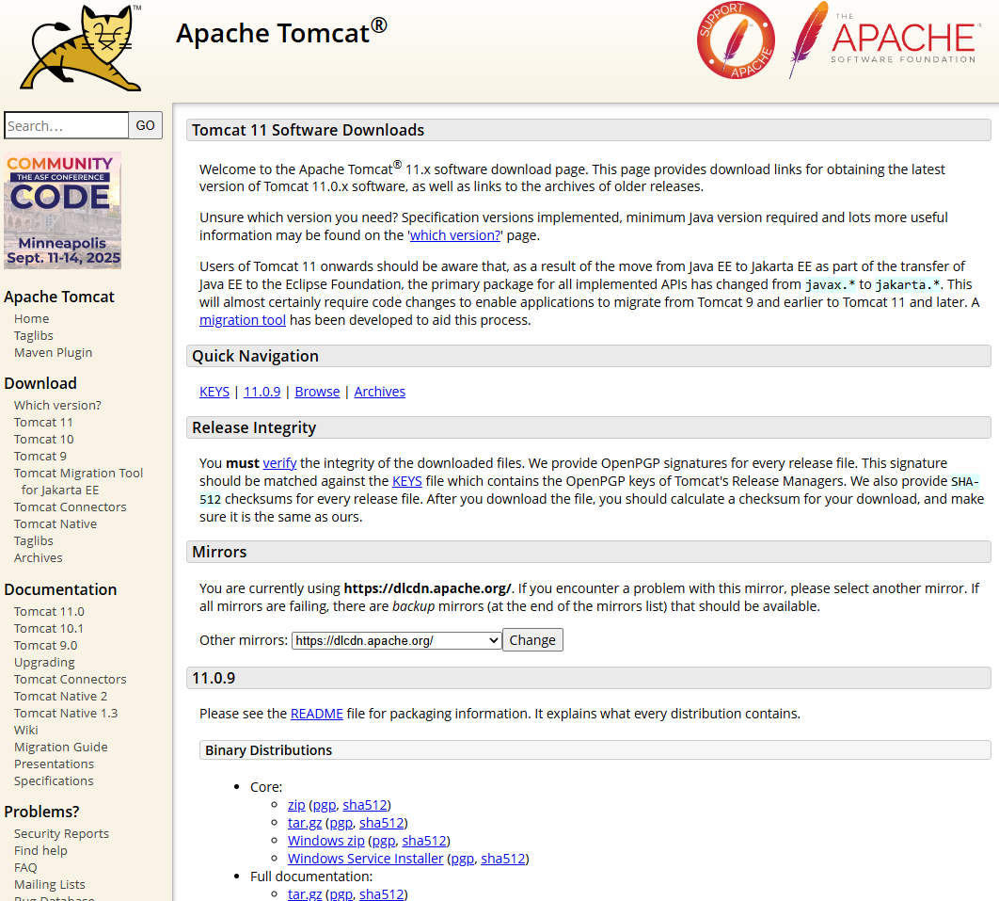 TM
Apache Tomcat®
SUPPORT APACHE
THE
APACHE
SOFTWARE FOUNDATION
Search…
GO
COMMUNITY
THE ASF CONFERENCE
CODE
Minneapolis
Sept. 11-14, 2025
Apache Tomcat
Home
Taglibs
Maven Plugin
Download
Which version?
Tomcat 11
Tomcat 10
Tomcat 9
Tomcat Migration Tool
for Jakarta EE
Tomcat Connectors
Tomcat Native
Taglibs
Archives
Documentation
Tomcat 11.0
Tomcat 10.1
Tomcat 9.0
Upgrading
Tomcat Connectors
Tomcat Native 2
Tomcat Native 1.3
Wiki
Migration Guide
Presentations
Specifications
Problems?
Security Reports
Find help
FAQ
Mailing Lists
Bug Database
Tomcat 11 Software Downloads
Welcome to the Apache Tomcat® 11.x software download page. This page provides download links for obtaining the latest
version of Tomcat 11.0.x software, as well as links to the archives of older releases.
Unsure which version you need? Specification versions implemented, minimum Java version required and lots more useful
information may be found on the 'which version?' page.
Users of Tomcat 11 onwards should be aware that, as a result of the move from Java EE to Jakarta EE as part of the transfer of
Java EE to the Eclipse Foundation, the primary package for all implemented APIs has changed from javax.* to jakarta.*. This
will almost certainly require code changes to enable applications to migrate from Tomcat 9 and earlier to Tomcat 11 and later. A
migration tool has been developed to aid this process.
Quick Navigation
KEYS | 11.0.9 | Browse | Archives
Release Integrity
You must verify the integrity of the downloaded files. We provide OpenPGP signatures for every release file. This signature
should be matched against the KEYS file which contains the OpenPGP keys of Tomcat's Release Managers. We also provide SHA-
512 checksums for every release file. After you download the file, you should calculate a checksum for your download, and make
sure it is the same as ours.
Mirrors
You are currently using https://dlcdn.apache.org/. If you encounter a problem with this mirror, please select another mirror. If
all mirrors are failing, there are backup mirrors (at the end of the mirrors list) that should be available.
Other mirrors: https://dlcdn.apache.org/ Change
11.0.9
Please see the README file for packaging information. It explains what every distribution contains.
Binary Distributions
Core:
zip (pgp, sha512)
tar.gz (pgp, sha512)
Windows zip (pgp, sha512)
Windows Service Installer (pgp, sha512)
Full documentation:
tar.gz (pgp, sha512)